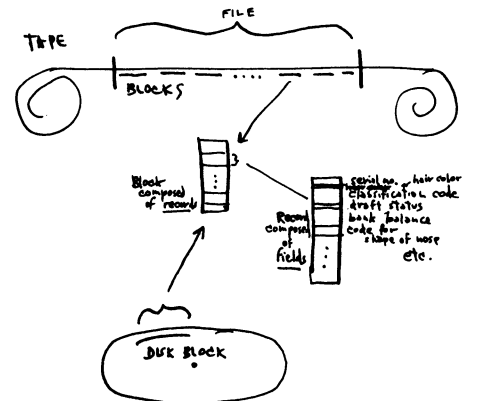 FILE
TAPE
BLOCKS
Block
composed
of records
serial no., hair color
classification code
draft status
bank balance
code for
shape of nose
etc.
Record
composed
of
fields
DISK BLOCK